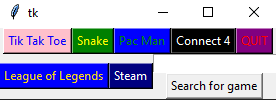 tk
Tik Tak Toe Snake Pac Man Connect 4 QUIT
League of Legends Steam
Search for game